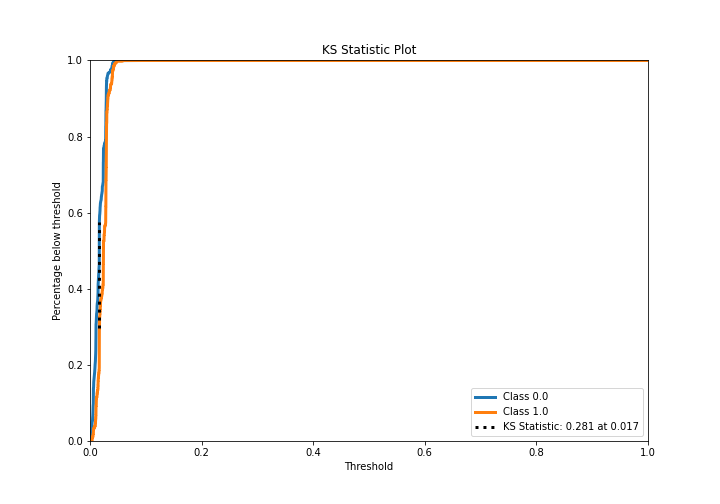 KS Statistic Plot
1.0
0.8
0.6
0.4
0.2
0.0
Percentage below threshold
0.0 0.2 0.4 0.6 0.8 1.0
Threshold
Class 0.0
Class 1.0
KS Statistic: 0.281 at 0.017